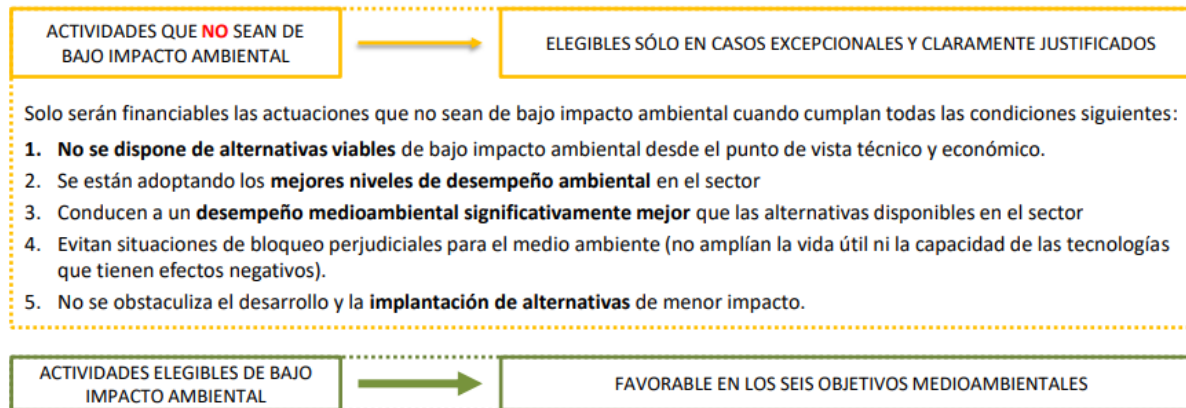 ACTIVIDADES QUE NO SEAN DE
BAJO IMPACTO AMBIENTAL
ELEGIBLES SÓLO EN CASOS EXCEPCIONALES Y CLARAMENTE JUSTIFICADOS
Solo serán financiables las actuaciones que no sean de bajo impacto ambiental cuando cumplan todas las condiciones siguientes:
1. No se dispone de alternativas viables de bajo impacto ambiental desde el punto de vista técnico y económico.
2. Se están adoptando los mejores niveles de desempeño ambiental en el sector
3. Conducen a un desempeño medioambiental significativamente mejor que las alternativas disponibles en el sector
4. Evitan situaciones de bloqueo perjudiciales para el medio ambiente (no amplían la vida útil ni la capacidad de las tecnologías
que tienen efectos negativos).
5. No se obstaculiza el desarrollo y la implantación de alternativas de menor impacto.
ACTIVIDADES ELEGIBLES DE BAJO
IMPACTO AMBIENTAL
FAVORABLE EN LOS SEIS OBJETIVOS MEDIOAMBIENTALES